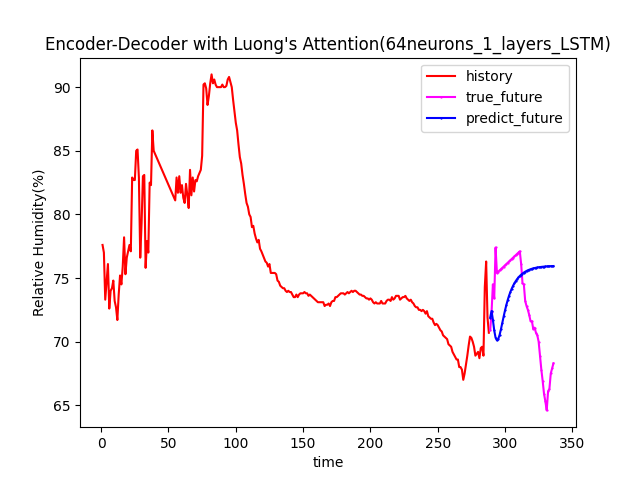 Encoder-Decoder with Luong's Attention(64neurons_1_layers_LSTM)
history
true_future
predict_future
Relative Humidity(%)
90
85
80
75
70
65
0 50 100 150 200 250 300 350
time